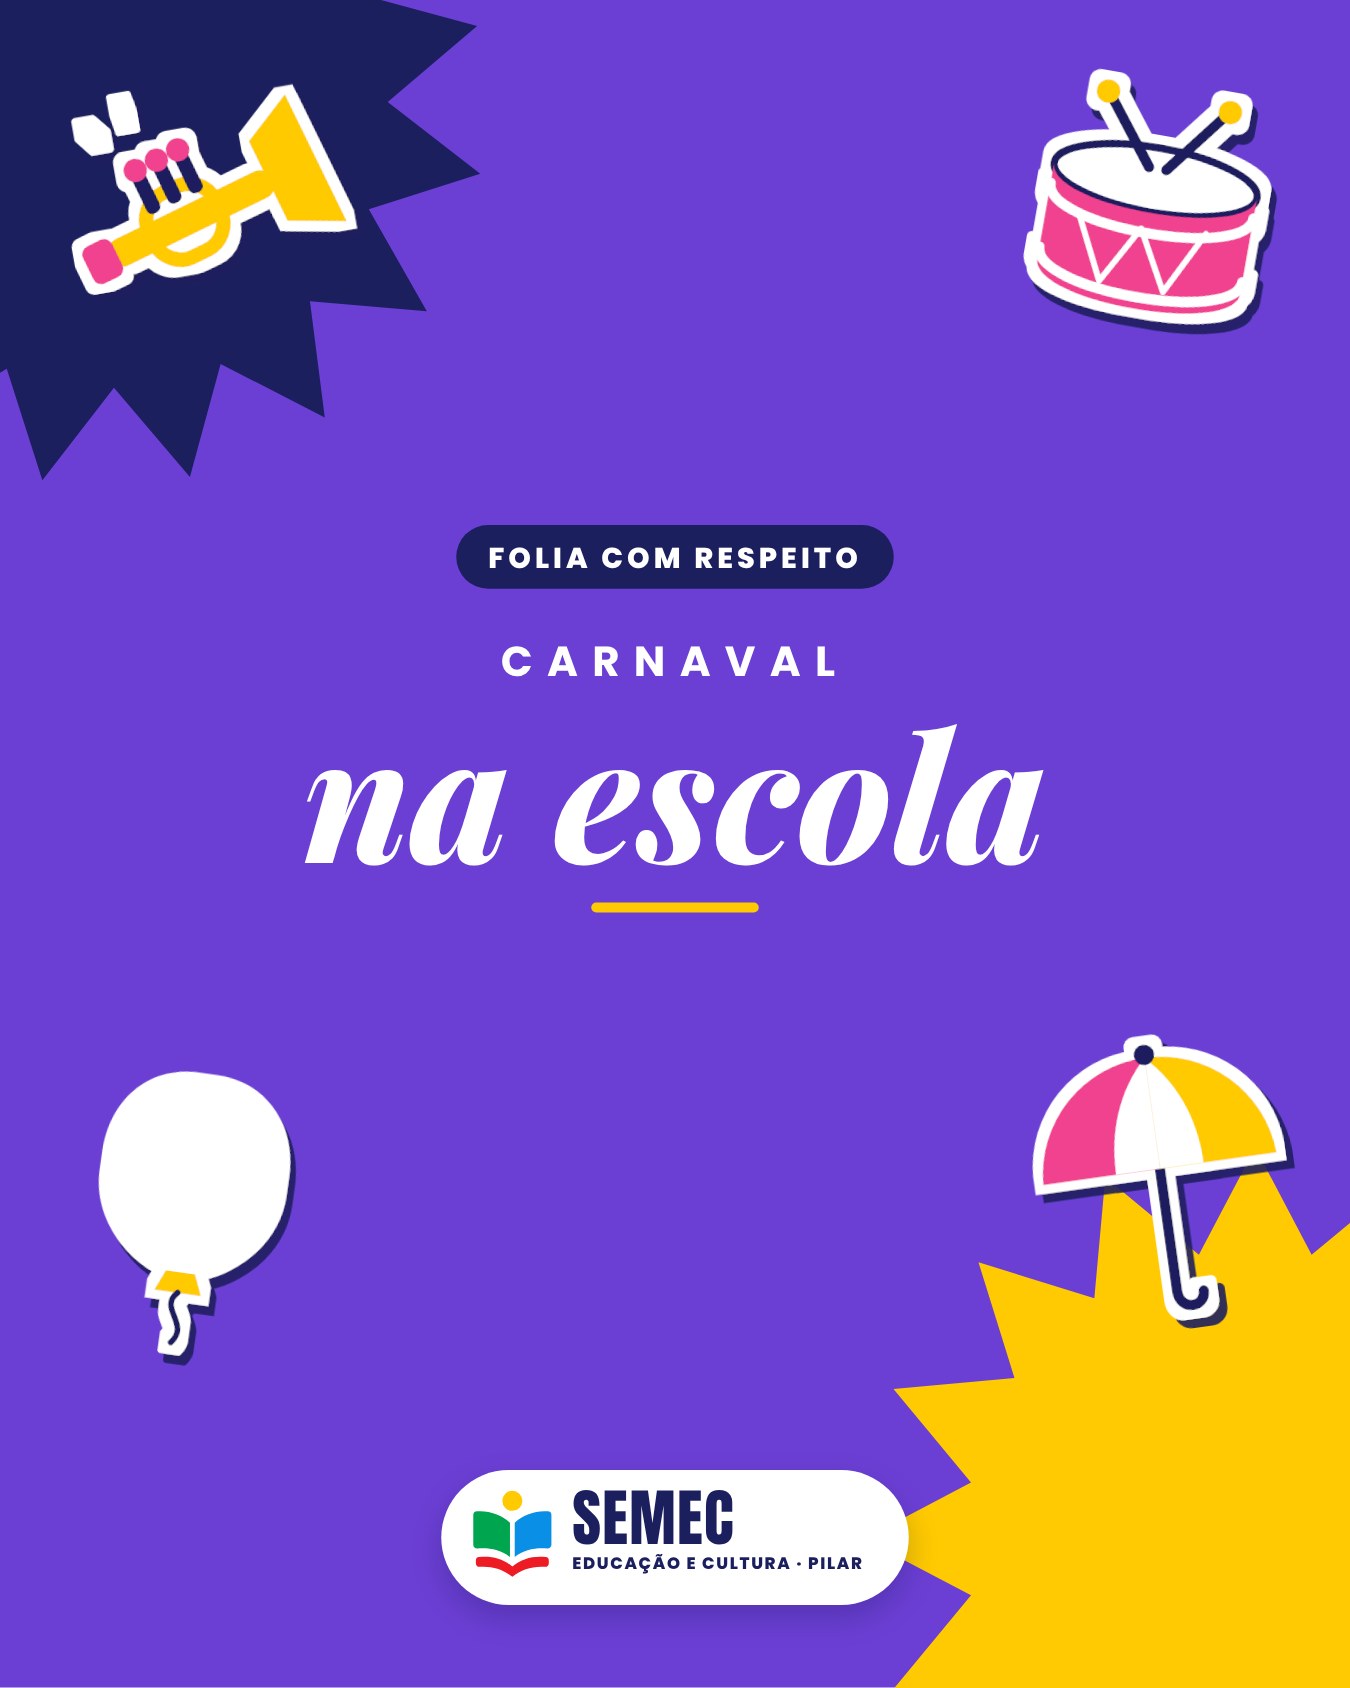 FOLIA COM RESPEITO
CARNAVAL
na escola
SEMEC
EDUCAÇÃO E CULTURA · PILAR